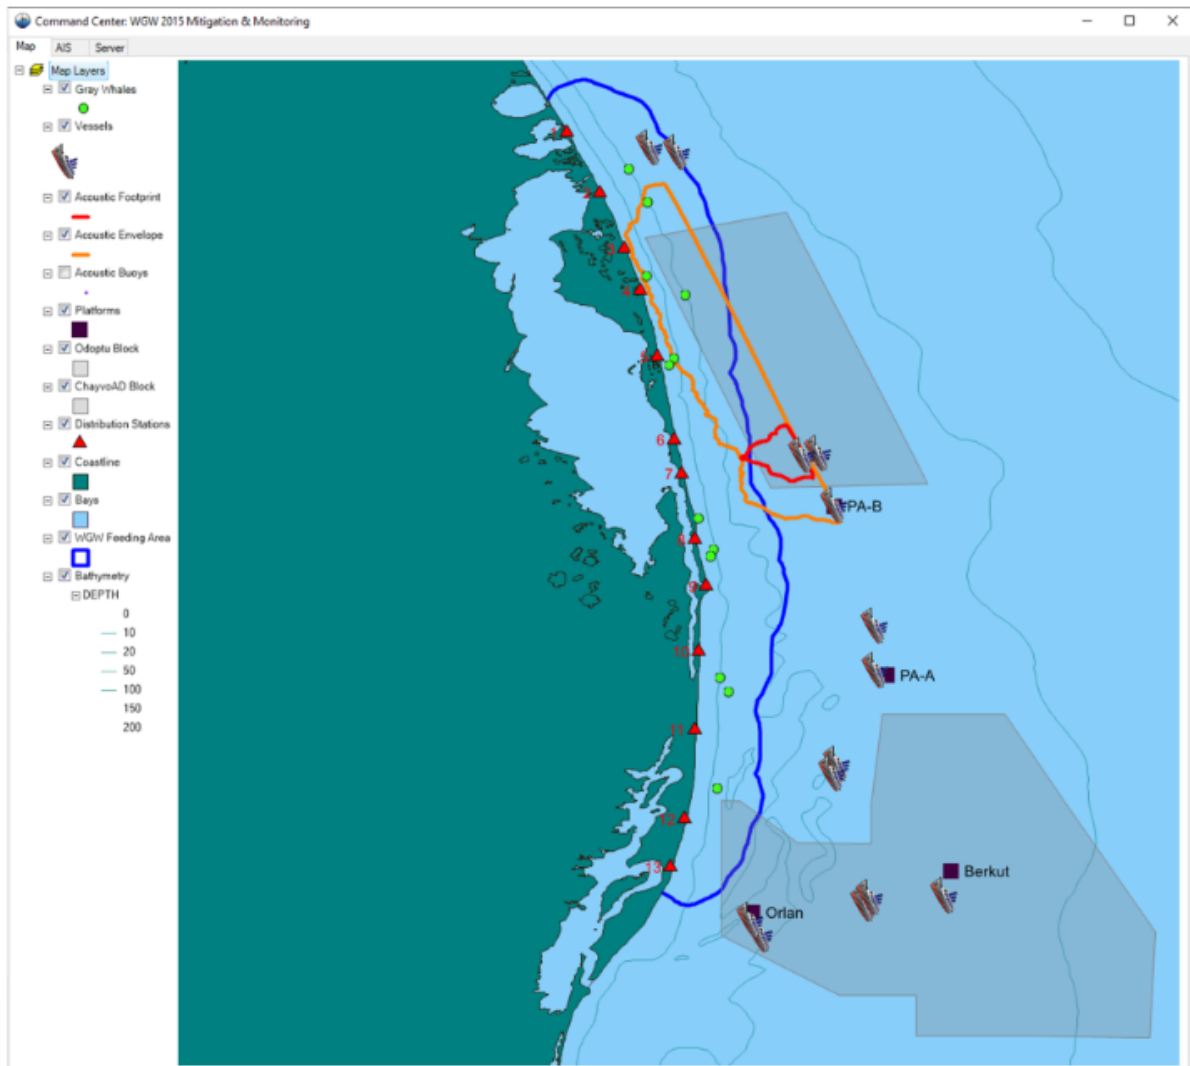 Command Center: WGW 2015 Mitigation & Monitoring
Map AIS Server
Map Layers
Gray Whales
Vessels
Acoustic Footprint
Acoustic Envelope
Acoustic Buoys
Platforms
Odoptu Block
ChayvoAD Block
Distribution Stations
Coastline
Bays
WGW Feeding Area
Bathymetry
DEPTH
0
10
20
50
100
150
200
1
2
3
4
5
6
7
8
9
10
11
12
13
PA-B
PA-A
Berkut
Orlan